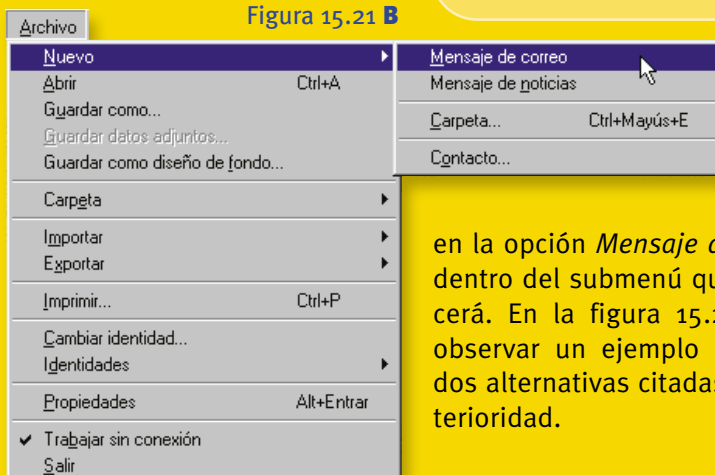 Figura 15.21 B
Archivo
Nuevo
Abrir Ctrl+A
Guardar como...
Guardar datos adjuntos...
Guardar como diseño de fondo...
Carpeta
Importar
Exportar
Imprimir... Ctrl+P
Cambiar identidad...
Identidades
Propiedades Alt+Entrar
Trabajar sin conexión
Salir
Mensaje de correo
Mensaje de noticias
Carpeta... Ctrl+Mayús+E
Contacto...
en la opción Mensaje
dentro del submenú
cerá. En la figura
observar un ejemplo
dos alternativas citadas
terioridad.